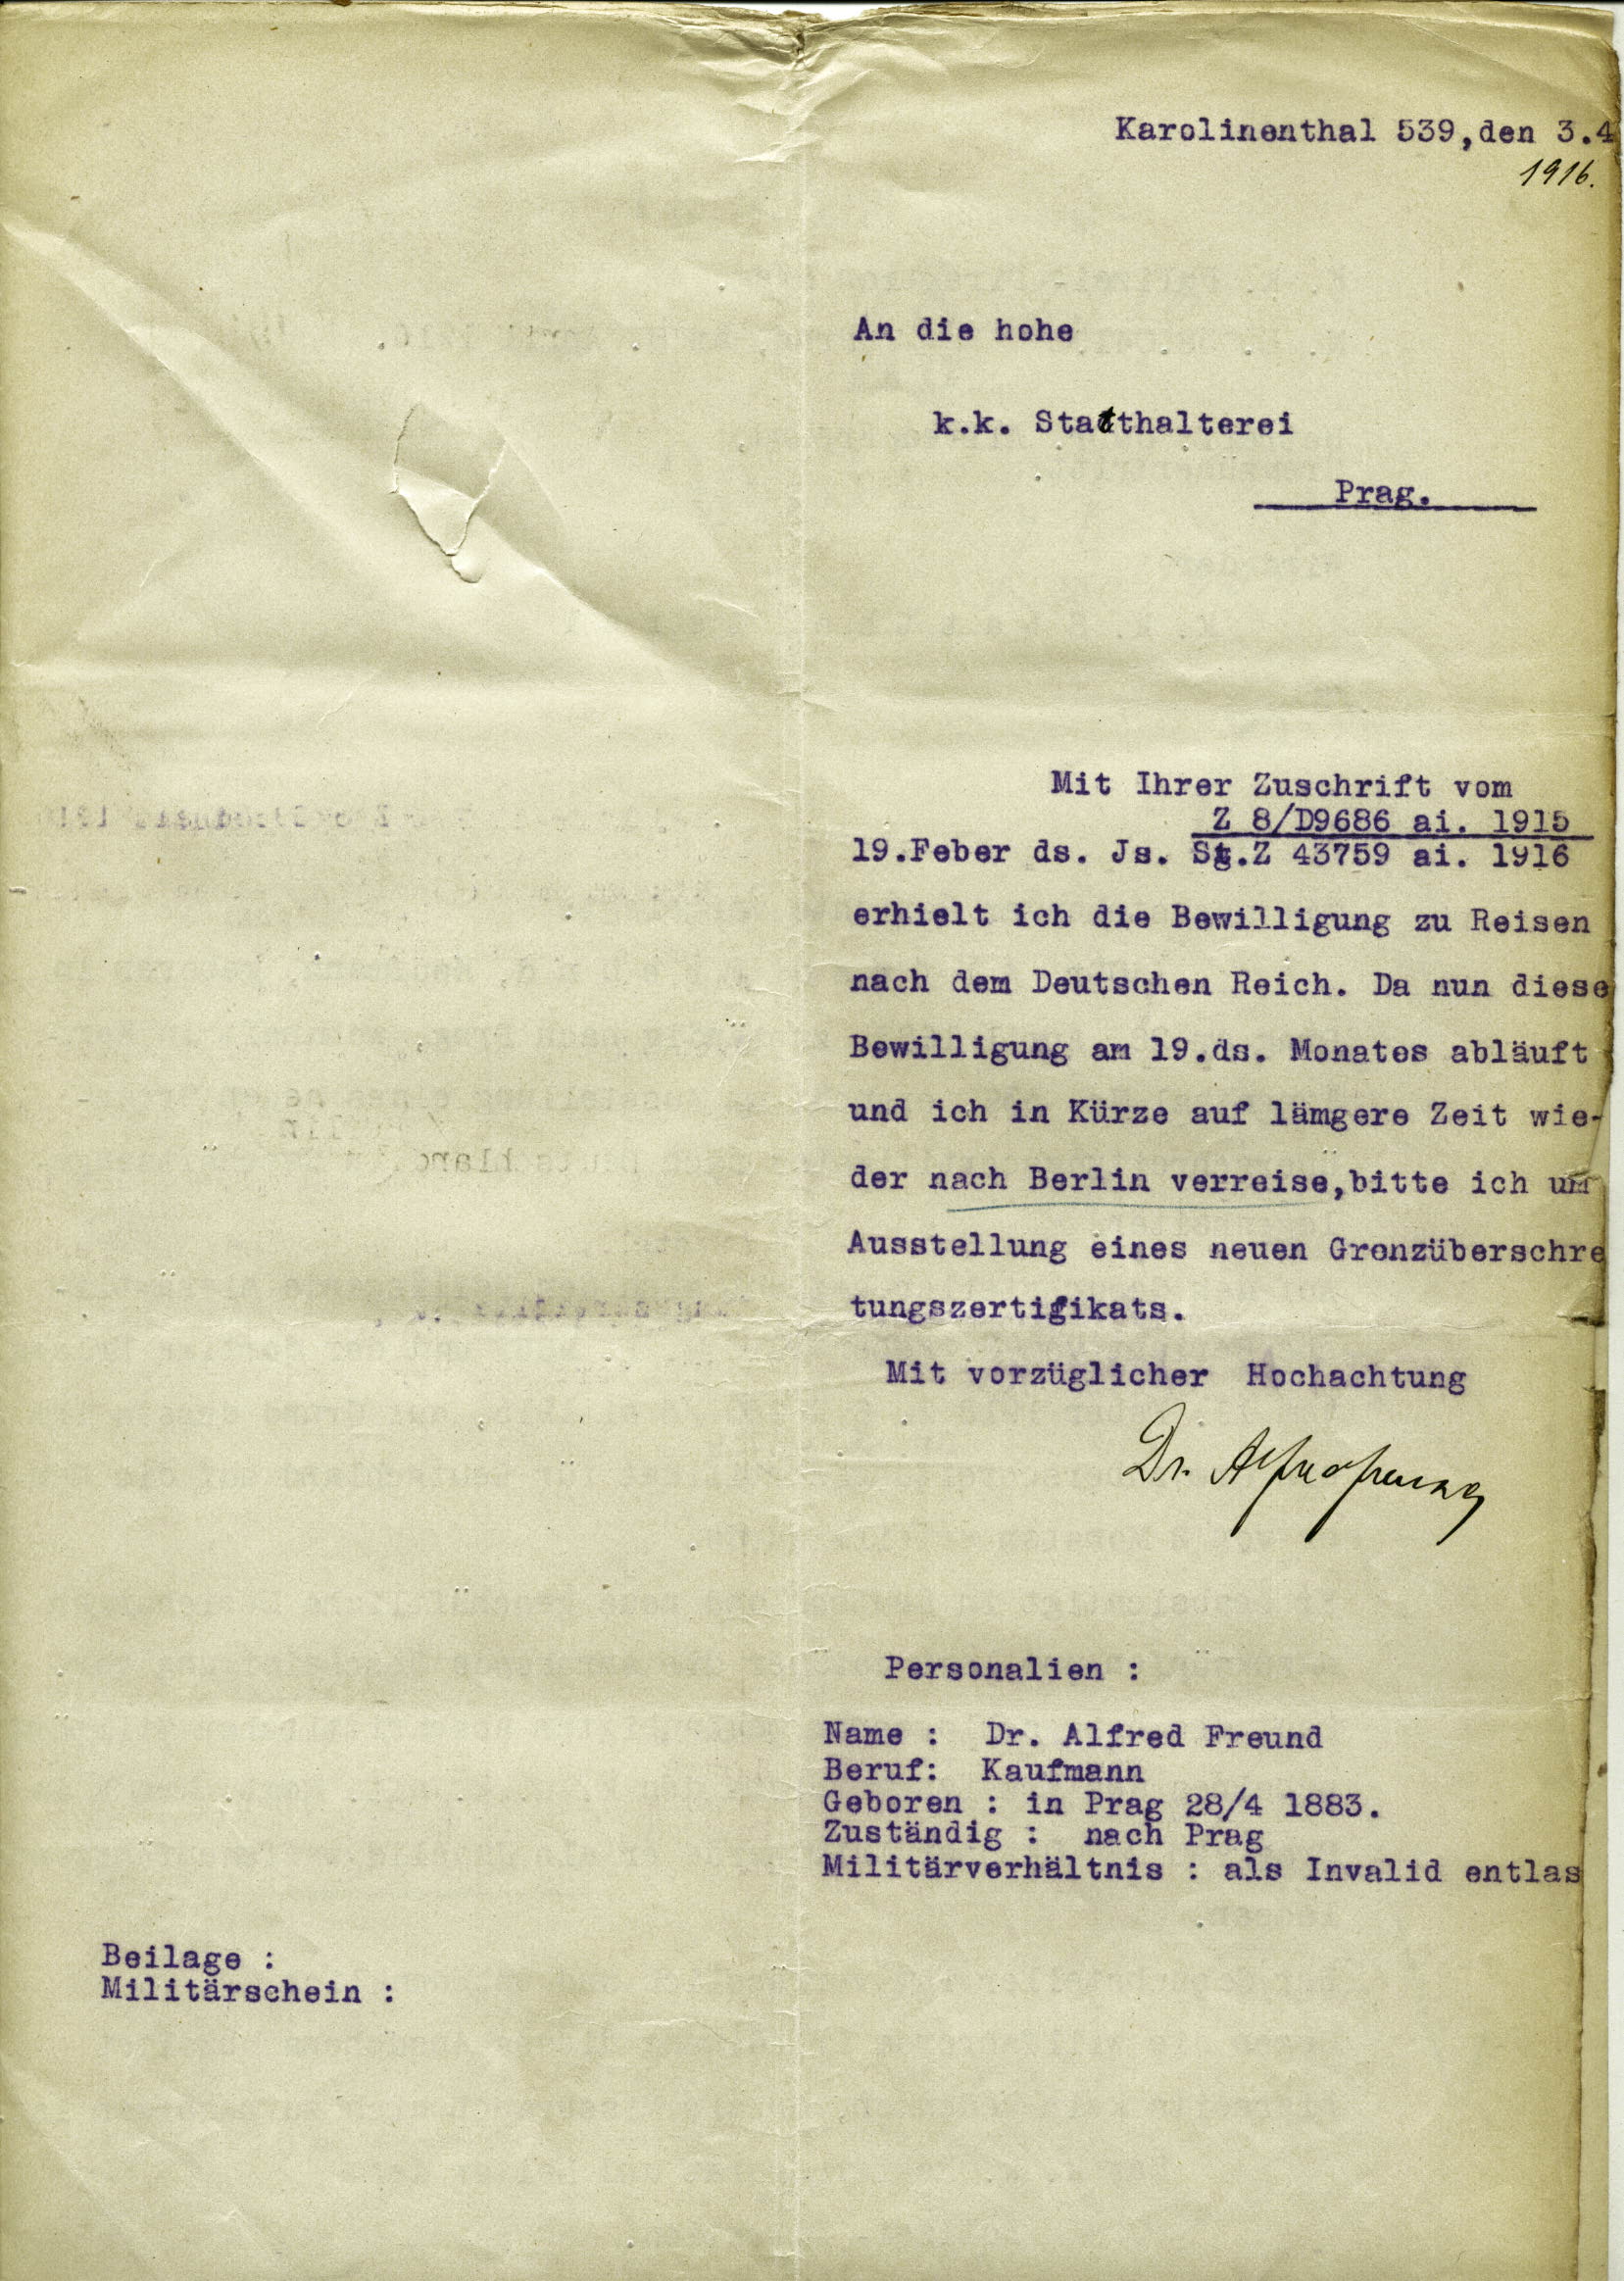 Karolinenthal 539, den 3.4
1916.
An die hohe
k.k. Statthalterei
Prag.
Mit Ihrer Zuschrift vom
Z 8/D9686 ai. 1915
19.Feber ds. Js. St.Z 43759 ai. 1916
erhielt ich die Bewilligung zu Reisen
nach dem Deutschen Reich. Da nun diese
Bewilligung am 19.ds. Monates abläuft
und ich in Kürze auf lämgere Zeit wie-
der nach Berlin verreise, bitte ich um
Ausstellung eines neuen Grenzüberschre
tungszertifikats.
Mit vorzüglicher Hochachtung
Dr. Alfred Freund
Personalien :
Name : Dr. Alfred Freund
Beruf: Kaufmann
Geboren : in Prag 28/4 1883.
Zuständig : nach Prag
Militärverhältnis : als Invalid entlas
Beilage :
Militärschein :